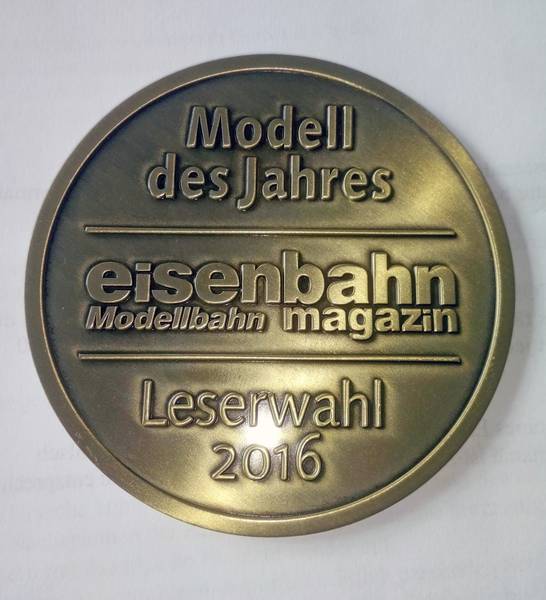 Modell
des Jahres
eisenbahn
Modellbahn magazin
Leserwahl
2016